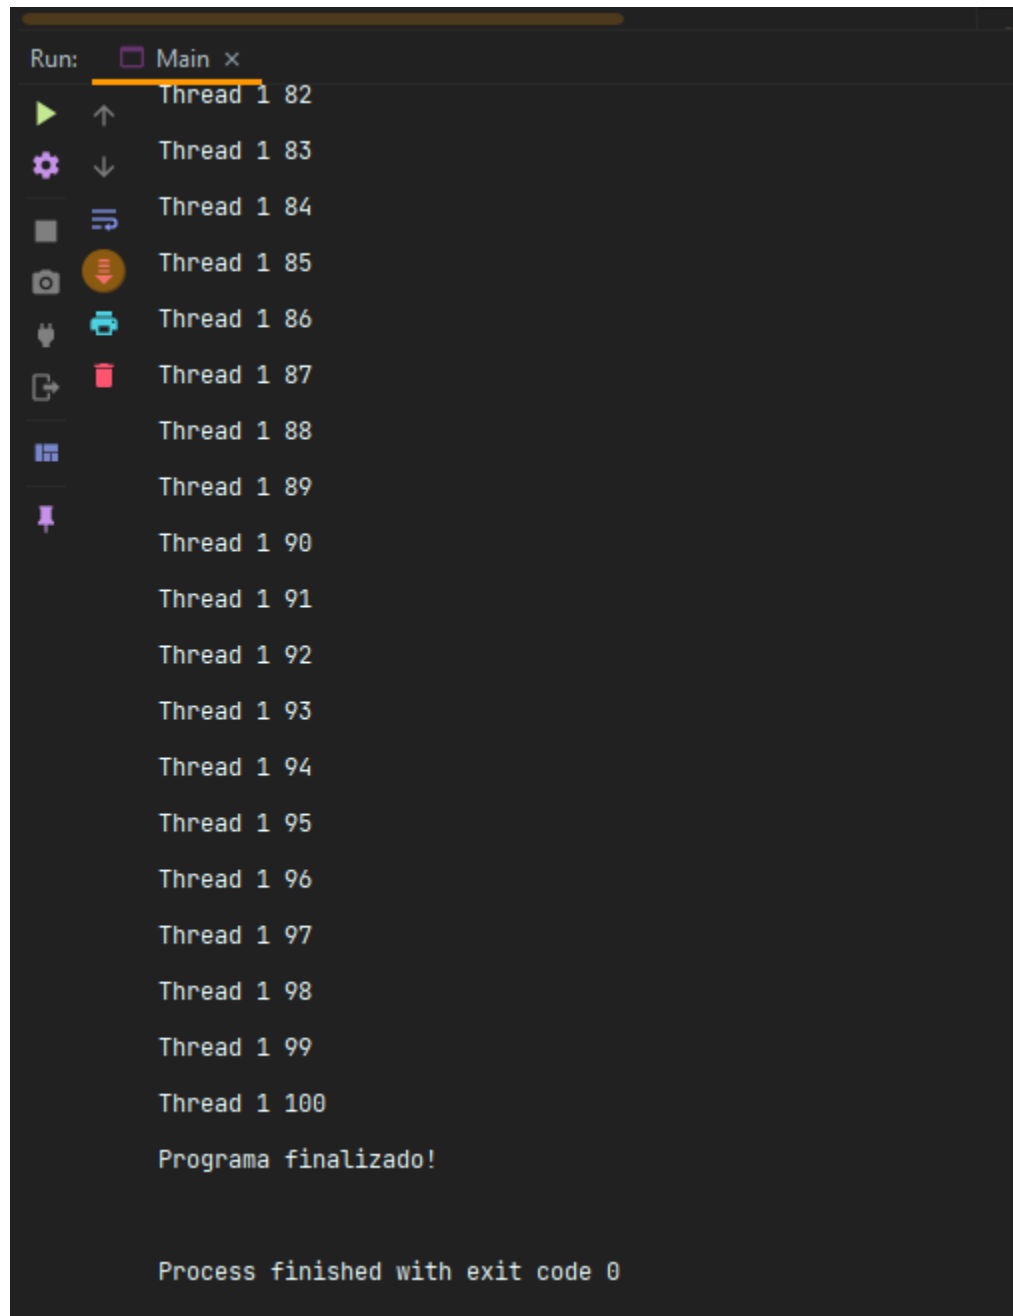 Run: Main ×
Thread 1 82
Thread 1 83
Thread 1 84
Thread 1 85
Thread 1 86
Thread 1 87
Thread 1 88
Thread 1 89
Thread 1 90
Thread 1 91
Thread 1 92
Thread 1 93
Thread 1 94
Thread 1 95
Thread 1 96
Thread 1 97
Thread 1 98
Thread 1 99
Thread 1 100
Programa finalizado!
Process finished with exit code 0